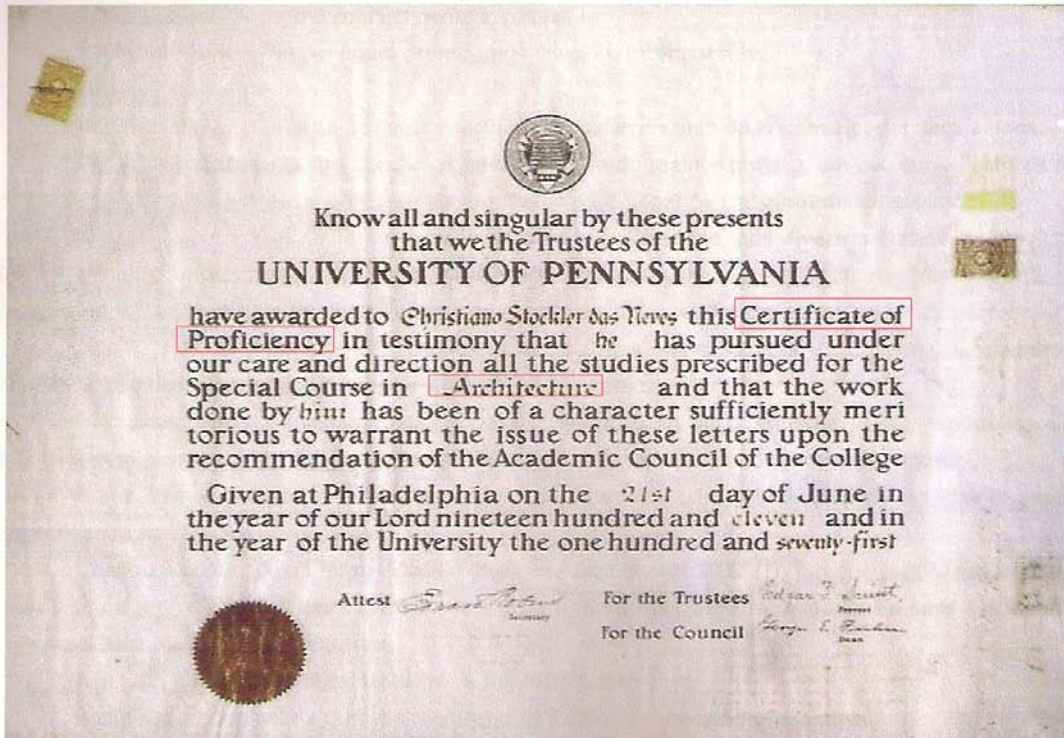 Know all and singular by these presents
that we the Trustees of the
UNIVERSITY OF PENNSYLVANIA
have awarded to Christiano Stockler das Neves this Certificate of
Proficiency in testimony that he has pursued under
our care and direction all the studies prescribed for the
Special Course in Architecture and that the work
done by him has been of a character sufficiently meri
torious to warrant the issue of these letters upon the
recommendation of the Academic Council of the College
Given at Philadelphia on the 21st day of June in
the year of our Lord nineteen hundred and eleven and in
the year of the University the one hundred and seventy-first
Attest
Secretary
For the Trustees Edgar F.
Provost
For the Council George E.
Dean